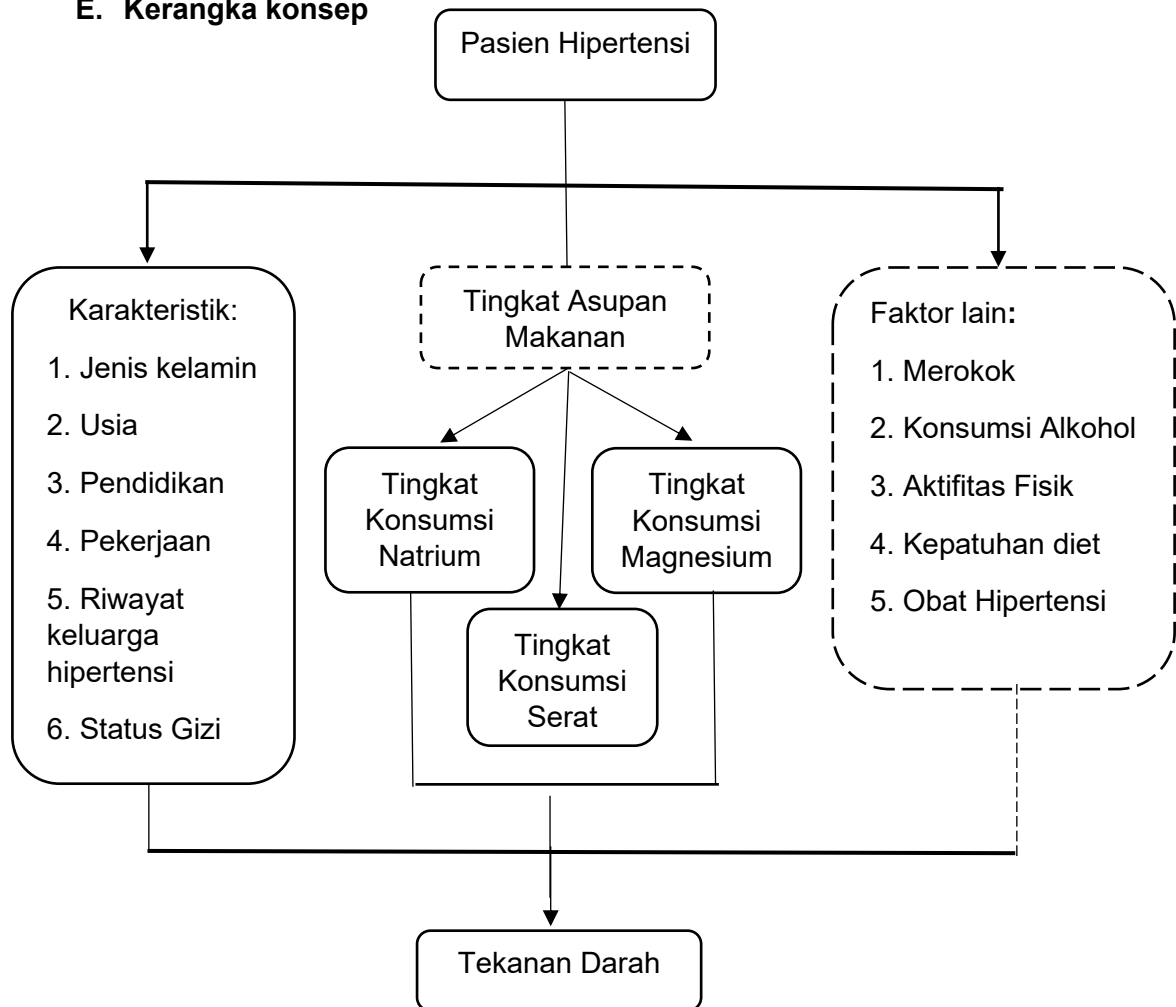 E. Kerangka konsep
Pasien Hipertensi
Karakteristik:
1. Jenis kelamin
2. Usia
3. Pendidikan
4. Pekerjaan
5. Riwayat
keluarga
hipertensi
6. Status Gizi
Tingkat Asupan
Makanan
Tingkat
Konsumsi
Natrium
Tingkat
Konsumsi
Magnesium
Tingkat
Konsumsi
Serat
Faktor lain:
1. Merokok
2. Konsumsi Alkohol
3. Aktifitas Fisik
4. Kepatuhan diet
5. Obat Hipertensi
Tekanan Darah